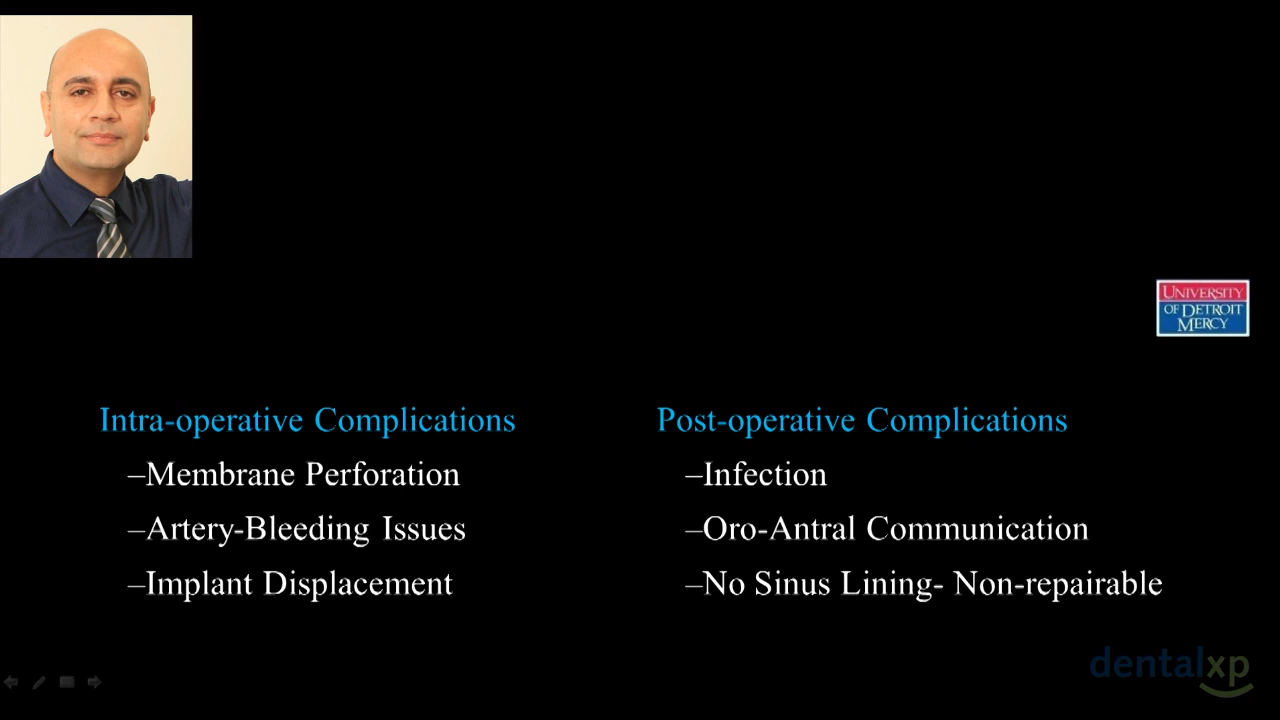 UNIVERSITY
OF DETROIT
MERCY
Intra-operative Complications
–Membrane Perforation
–Artery-Bleeding Issues
–Implant Displacement
Post-operative Complications
–Infection
–Oro-Antral Communication
–No Sinus Lining- Non-repairable
dentalxp